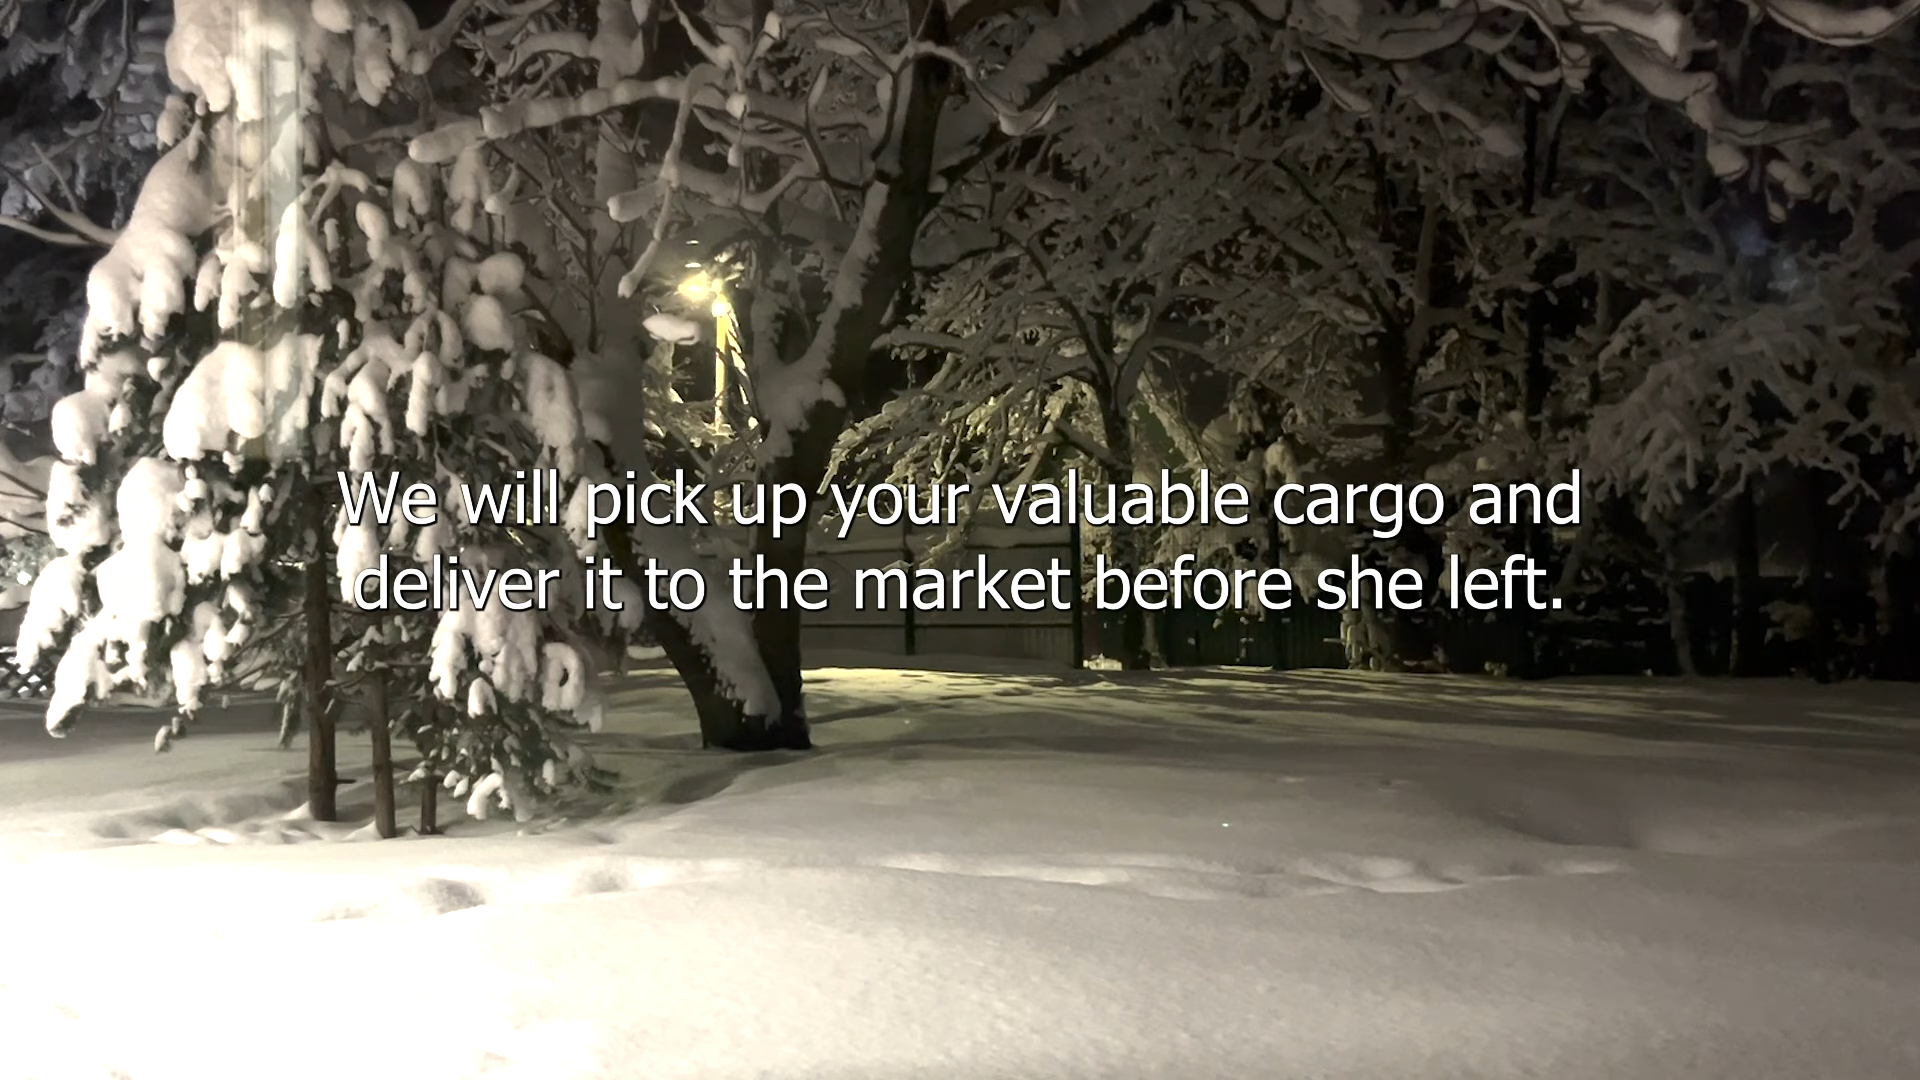 We will pick up your valuable cargo and
deliver it to the market before she left.